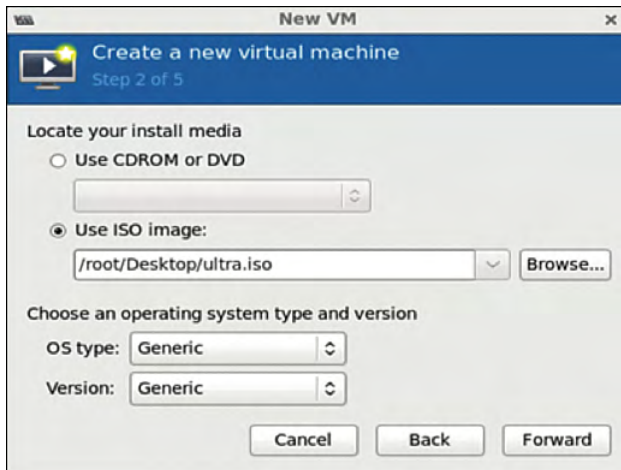 New VM
Create a new virtual machine
Step 2 of 5
Locate your install media
Use CDROM or DVD
Use ISO image:
/root/Desktop/ultra.iso
Browse...
Choose an operating system type and version
OS type: Generic
Version: Generic
Cancel Back Forward